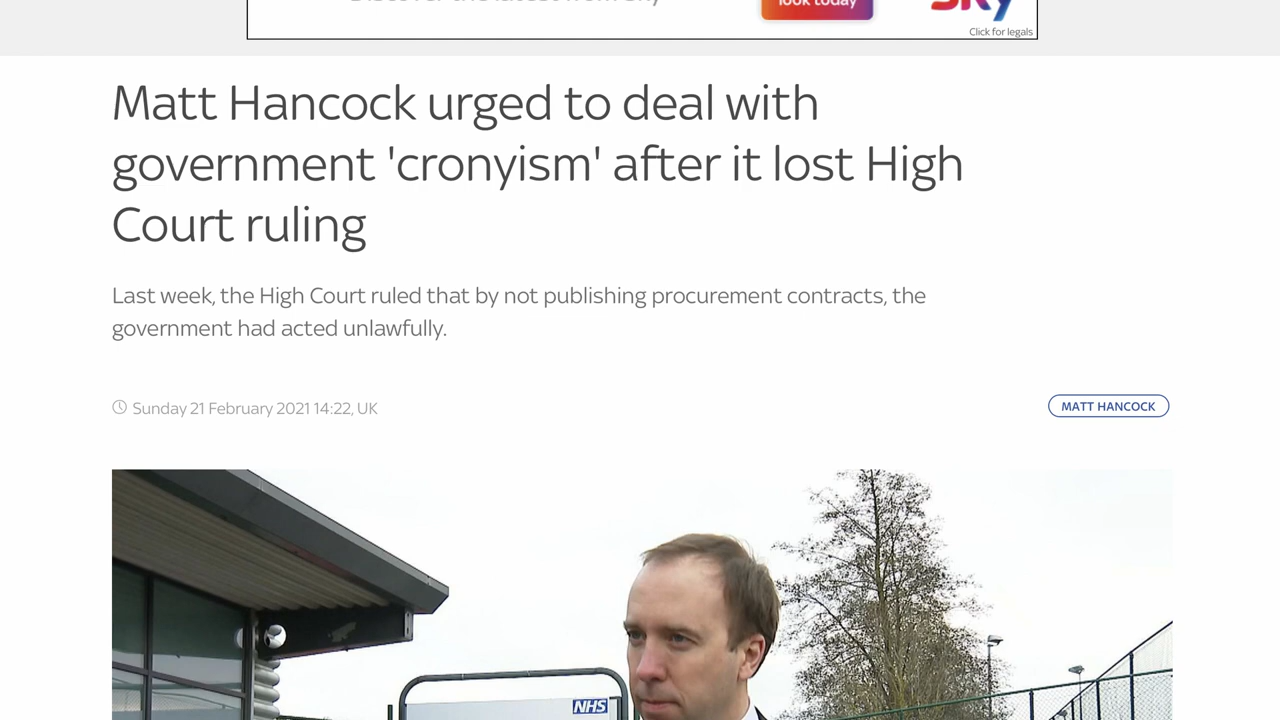 look today
sky
Click for legals
Matt Hancock urged to deal with
government 'cronyism' after it lost High
Court ruling
Last week, the High Court ruled that by not publishing procurement contracts, the
government had acted unlawfully.
Sunday 21 February 2021 14:22, UK
MATT HANCOCK
NHS